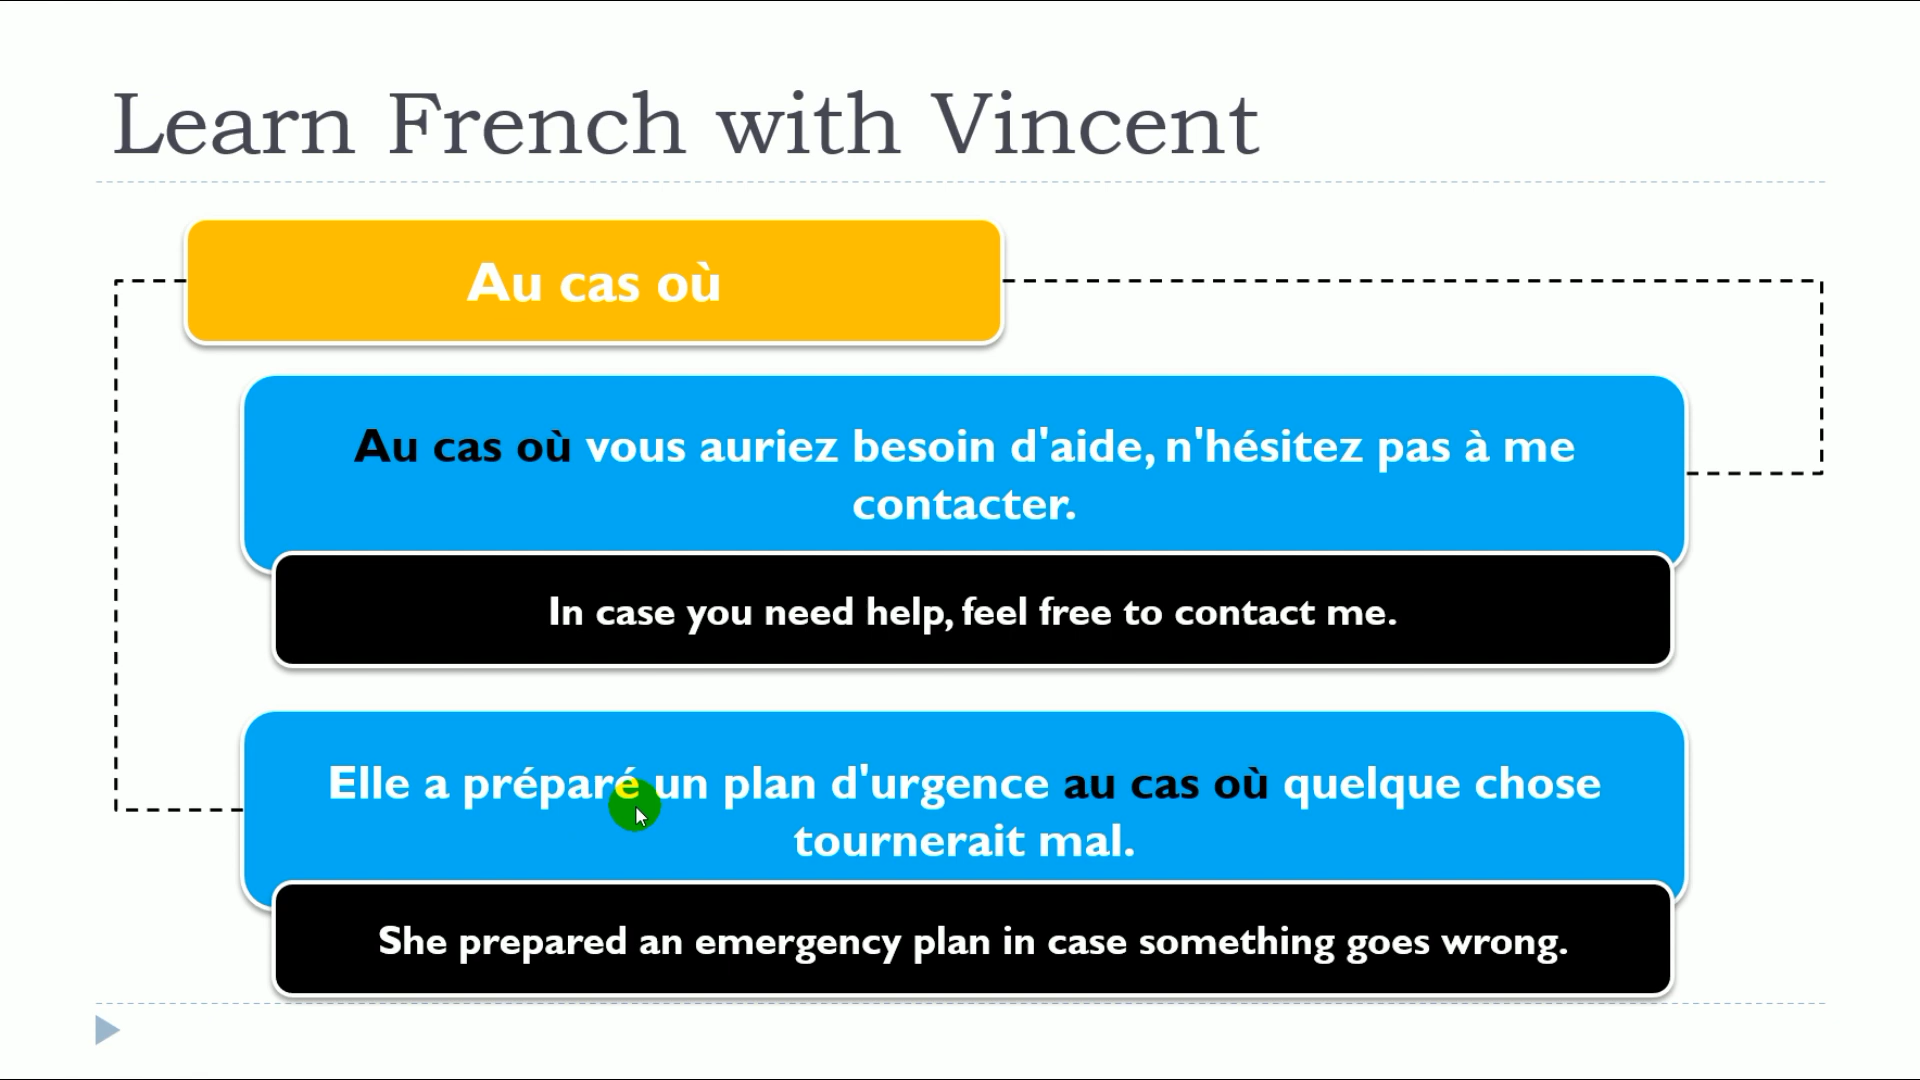 Learn French with Vincent
Au cas où
Au cas où vous auriez besoin d'aide, n'hésitez pas à me
contacter.
In case you need help, feel free to contact me.
Elle a préparé un plan d'urgence au cas où quelque chose
tournerait mal.
She prepared an emergency plan in case something goes wrong.